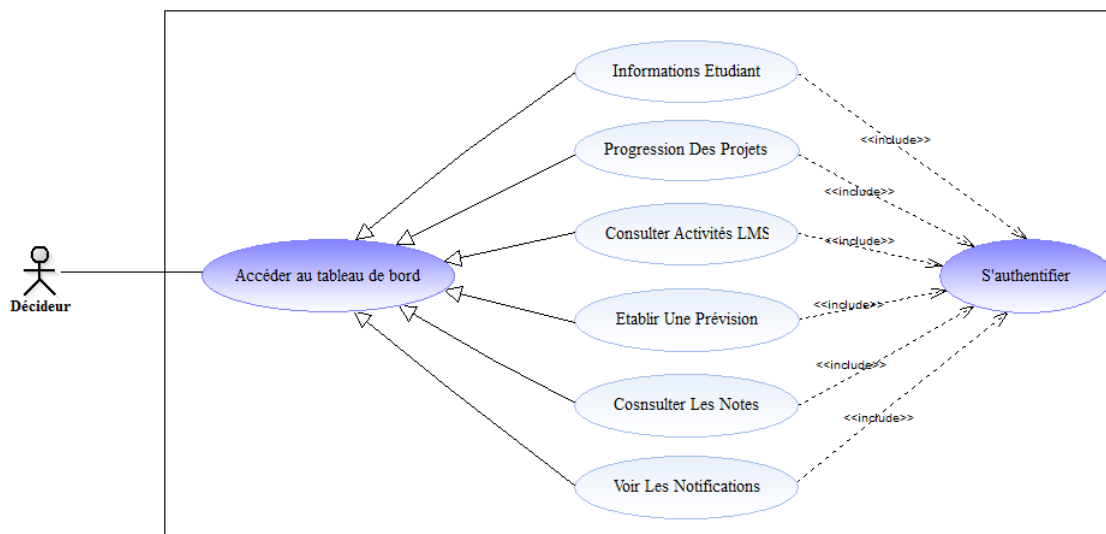 Informations Etudiant
<<include>>
Progression Des Projets
<<include>>
Consulter Activités LMS
<<include>>
Décideur
Accéder au tableau de bord
S'authentifier
Etablir Une Prévision
<<include>>
<<include>>
Cosnsulter Les Notes
<<include>>
Voir Les Notifications